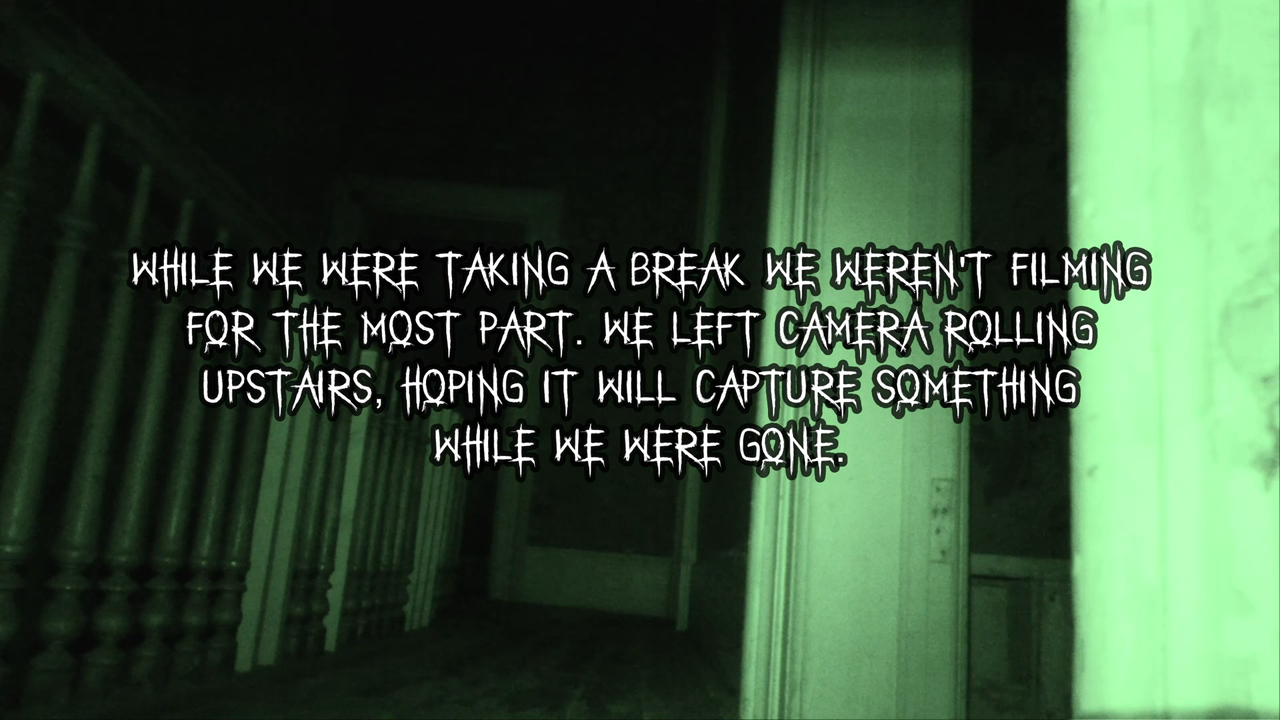 WHILE WE WERE TAKING A BREAK WE WEREN'T FILMING
FOR THE MOST PART. WE LEFT CAMERA ROLLING
UPSTAIRS, HOPING IT WILL CAPTURE SOMETHING
WHILE WE WERE GONE.